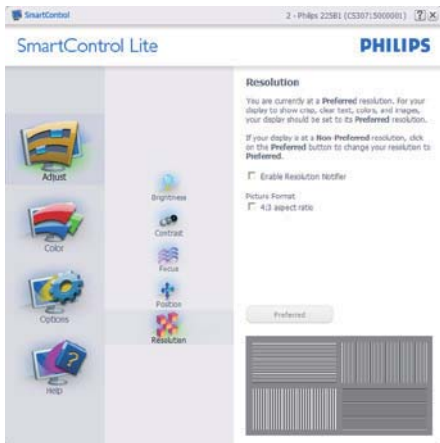 SmartControl
2 - Philips 225B1 (CS30715000001)
SmartControl Lite
PHILIPS
Adjust
Color
Options
Help
Brightness
Contrast
Focus
Position
Resolution
Resolution
You are currently at a Preferred resolution. For your
display to show crisp, clear text, colors, and images,
your display should be set to its Preferred resolution.
If your display is at a Non-Preferred resolution, click
on the Preferred button to change your resolution to
Preferred.
Enable Resolution Notifier
Picture Format
4:3 aspect ratio
Preferred